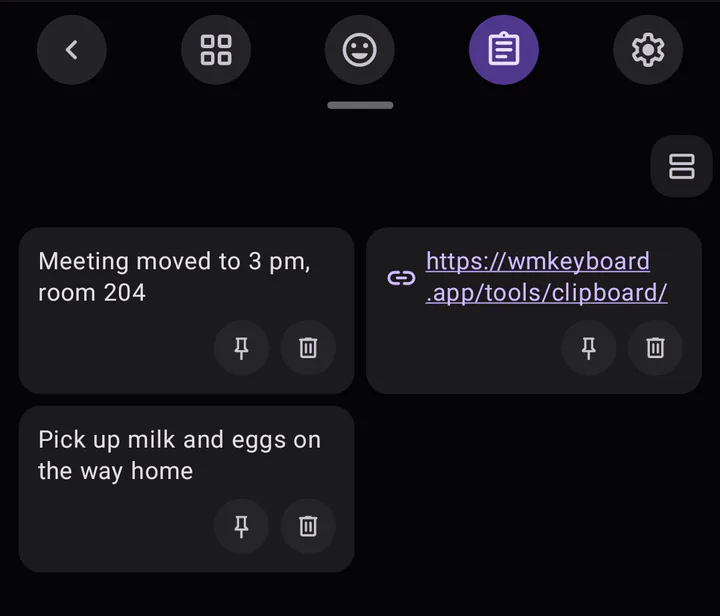 Meeting moved to 3 pm,
room 204
https://wmkeyboard
.app/tools/clipboard/
Pick up milk and eggs on
the way home